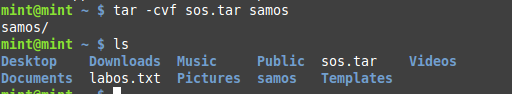 mint@mint ~ $ tar -cvf sos.tar samos
samos/
mint@mint ~ $ ls
Desktop    Downloads  Music     Public  sos.tar    Videos
Documents  labos.txt  Pictures  samos   Templates
mint@mint ~ $